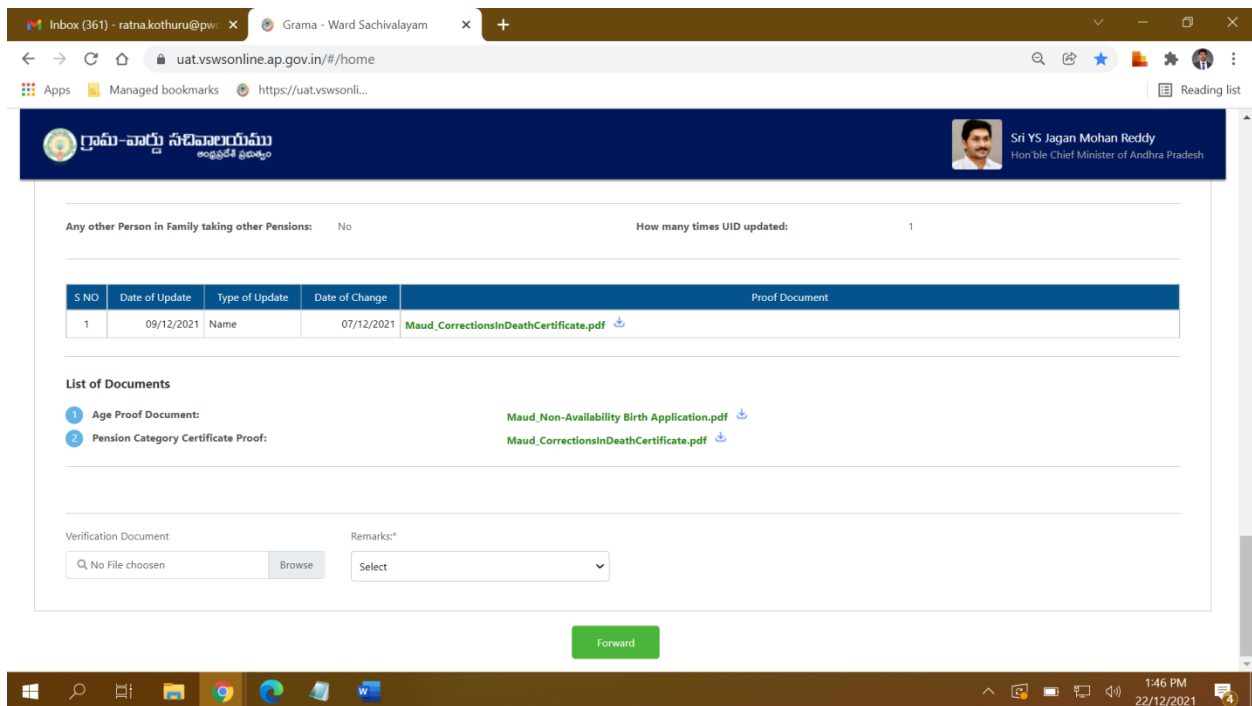 Inbox (361) - ratna.kothuru@pwc
Grama - Ward Sachivalayam
uat.vswsonline.ap.gov.in/#/home
Apps Managed bookmarks https://uat.vswsonli... Reading list
గ్రామ-వార్డు సచివాలయము
ఆంధ్రప్రదేశ్ ప్రభుత్వం
Sri YS Jagan Mohan Reddy
Hon'ble Chief Minister of Andhra Pradesh
Any other Person in Family taking other Pensions: No How many times UID updated: 1
S NO Date of Update Type of Update Date of Change Proof Document
1 09/12/2021 Name 07/12/2021 Maud_CorrectionsInDeathCertificate.pdf
List of Documents
1 Age Proof Document: Maud_Non-Availability Birth Application.pdf
2 Pension Category Certificate Proof: Maud_CorrectionsInDeathCertificate.pdf
Verification Document Remarks:*
No File choosen Browse Select
Forward
1:46 PM
22/12/2021
4